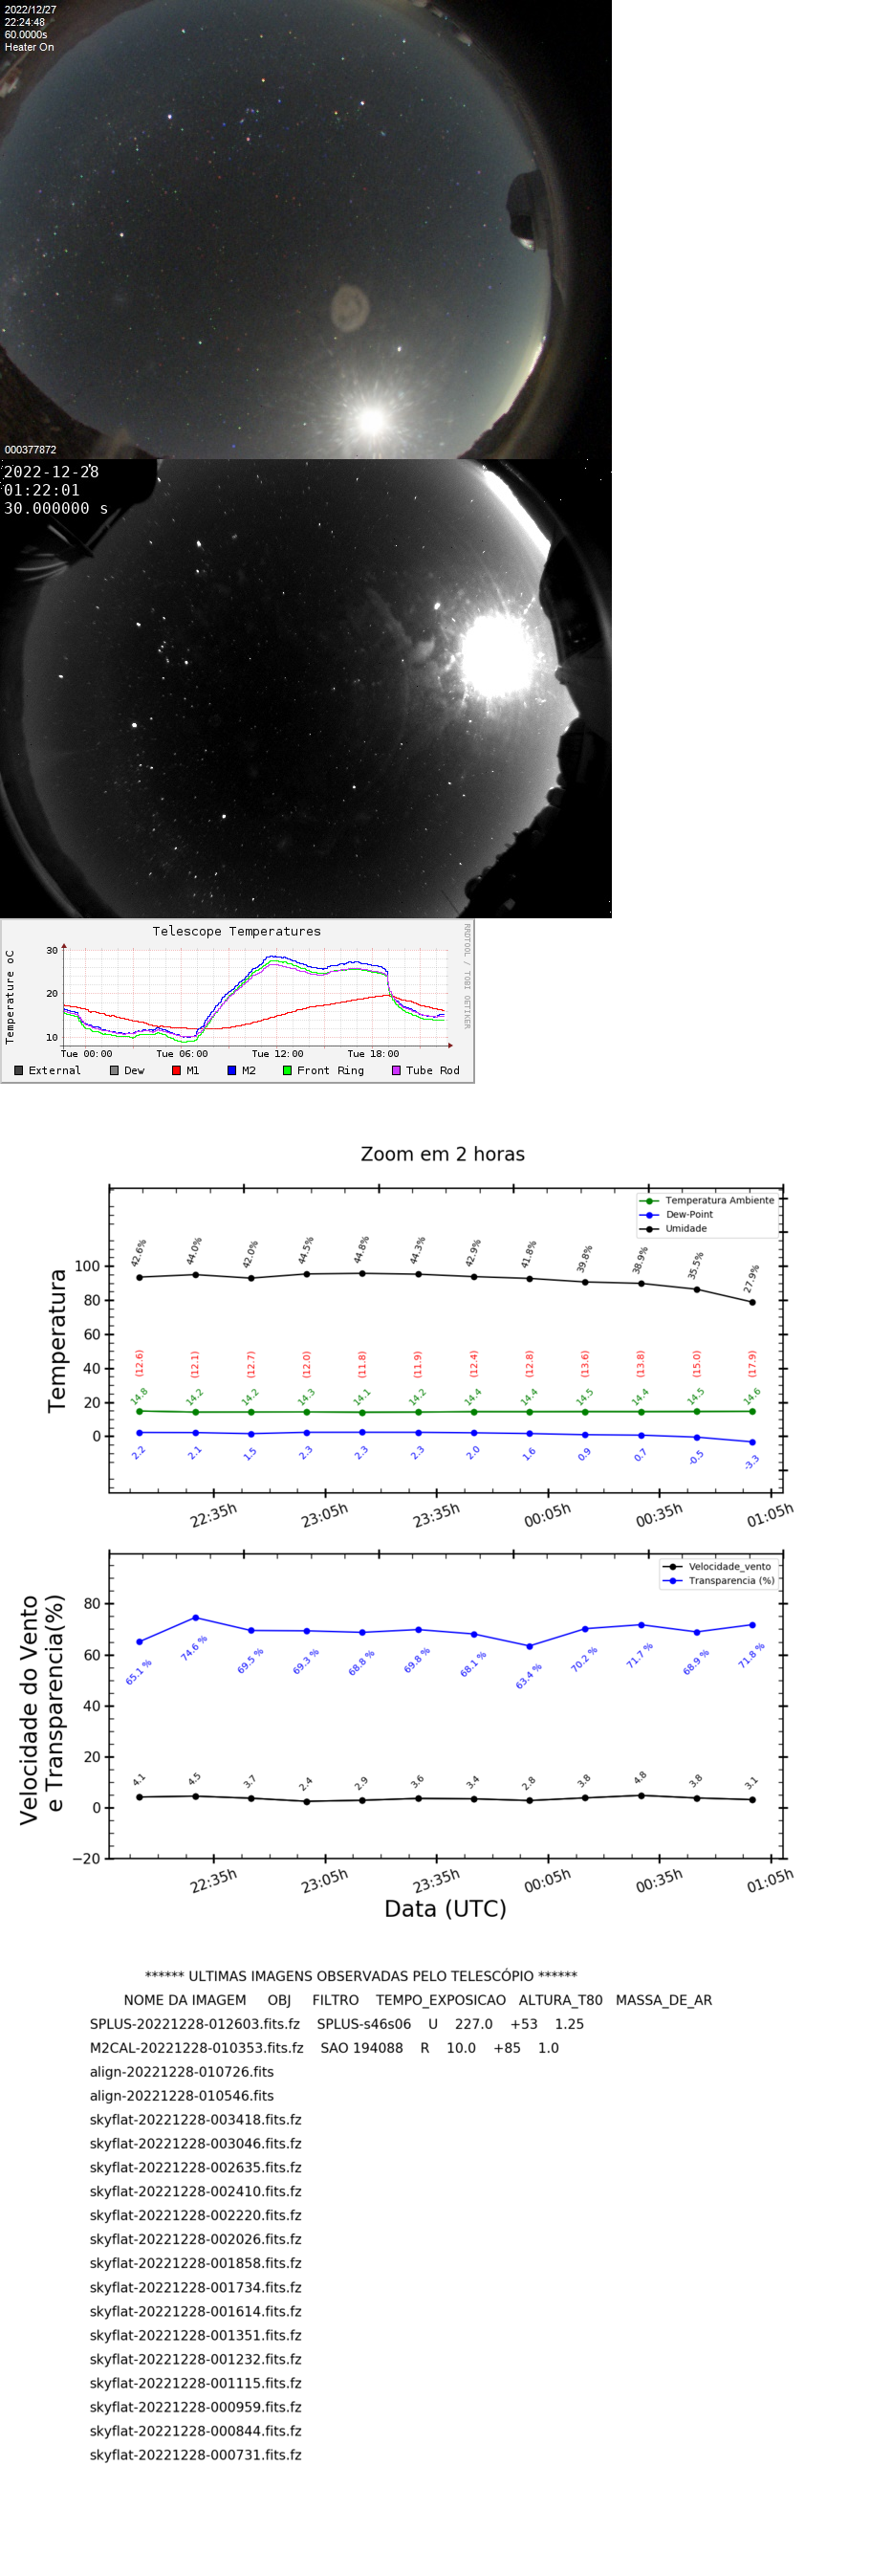 2022/12/27
22:24:48
60.0000s
Heater On
000377872
2022-12-28
01:22:01
30.000000 s
Telescope Temperatures
RRDTOOL / TOBI OETIKER
Temperature oC
30
20
10
Tue 00:00 Tue 06:00 Tue 12:00 Tue 18:00
External Dew M1 M2 Front Ring Tube Rod
Zoom em 2 horas
Temperatura Ambiente
Dew-Point
Umidade
Temperatura
100
80
60
40
20
0
42.6% 44.0% 42.0% 44.5% 44.8% 44.3% 42.9% 41.8% 39.8% 38.9% 35.5% 27.9%
(12.6) (12.1) (12.7) (12.0) (11.8) (11.9) (12.4) (12.8) (13.6) (13.8) (15.0) (17.9)
14.8 14.2 14.2 14.3 14.1 14.2 14.4 14.4 14.5 14.4 14.5 14.6
2.2 2.1 1.5 2.3 2.3 2.3 2.0 1.6 0.9 0.7 -0.5 -3.3
22:35h 23:05h 23:35h 00:05h 00:35h 01:05h
Velocidade_vento
Transparencia (%)
Velocidade do Vento
e Transparencia(%)
80
60
40
20
0
−20
65.1 % 74.6 % 69.5 % 69.3 % 68.8 % 69.8 % 68.1 % 63.4 % 70.2 % 71.7 % 68.9 % 71.8 %
4.1 4.5 3.7 2.4 2.9 3.6 3.4 2.8 3.8 4.8 3.8 3.1
22:35h 23:05h 23:35h 00:05h 00:35h 01:05h
Data (UTC)
****** ULTIMAS IMAGENS OBSERVADAS PELO TELESCÓPIO ******
NOME DA IMAGEM OBJ FILTRO TEMPO_EXPOSICAO ALTURA_T80 MASSA_DE_AR
SPLUS-20221228-012603.fits.fz SPLUS-s46s06 U 227.0 +53 1.25
M2CAL-20221228-010353.fits.fz SAO 194088 R 10.0 +85 1.0
align-20221228-010726.fits
align-20221228-010546.fits
skyflat-20221228-003418.fits.fz
skyflat-20221228-003046.fits.fz
skyflat-20221228-002635.fits.fz
skyflat-20221228-002410.fits.fz
skyflat-20221228-002220.fits.fz
skyflat-20221228-002026.fits.fz
skyflat-20221228-001858.fits.fz
skyflat-20221228-001734.fits.fz
skyflat-20221228-001614.fits.fz
skyflat-20221228-001351.fits.fz
skyflat-20221228-001232.fits.fz
skyflat-20221228-001115.fits.fz
skyflat-20221228-000959.fits.fz
skyflat-20221228-000844.fits.fz
skyflat-20221228-000731.fits.fz